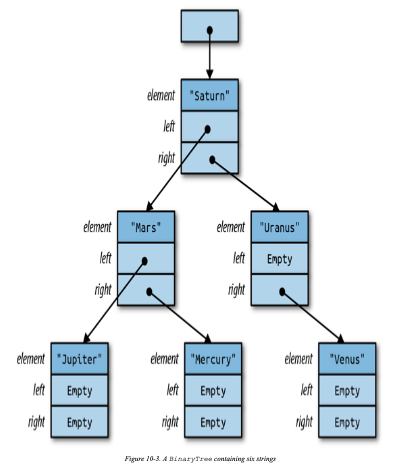 element "Saturn"
left
right
element "Mars" element "Uranus"
left left Empty
right right
element "Jupiter" element "Mercury" element "Venus"
left Empty left Empty left Empty
right Empty right Empty right Empty
Figure 10-3. A BinaryTree containing six strings